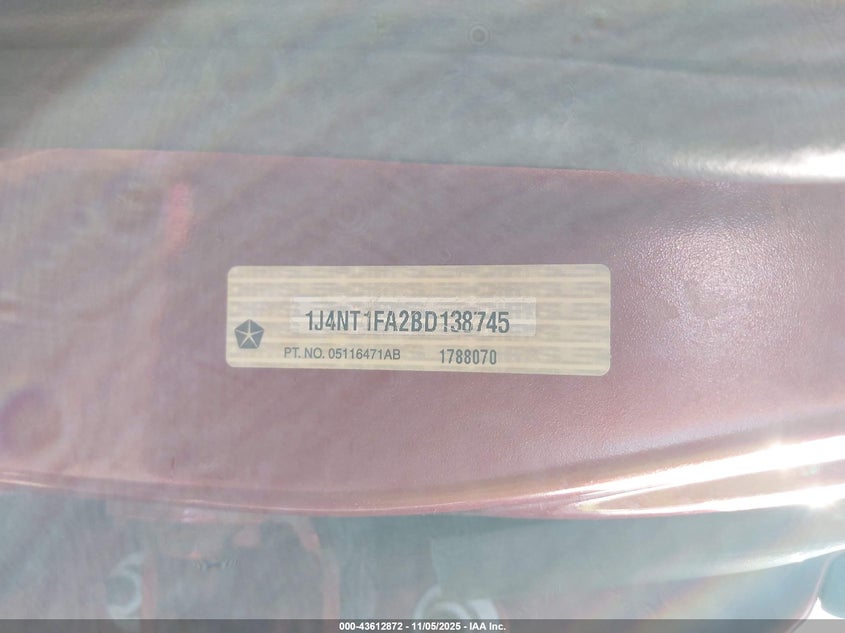 1J4NT1FA2BD138745
PT. NO. 05116471AB 1788070
000-43612872 - 11/05/2025 - IAA Inc.